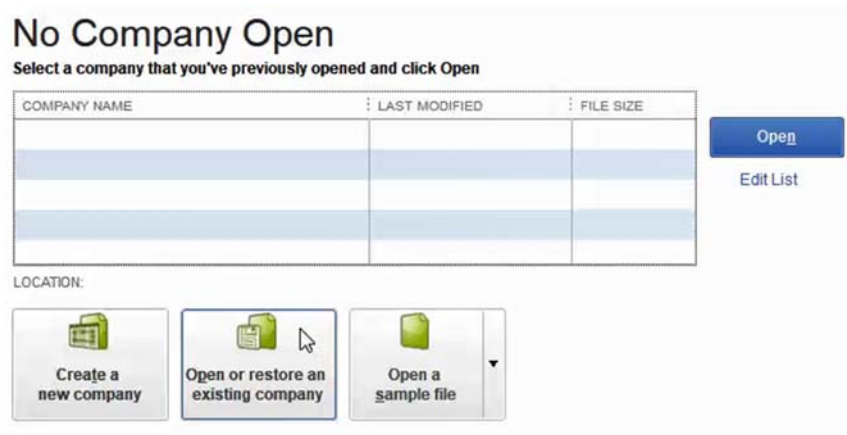 No Company Open
Select a company that you've previously opened and click Open
COMPANY NAME LAST MODIFIED FILE SIZE
Open
Edit List
LOCATION:
Create a
new company
Open or restore an
existing company
Open a
sample file